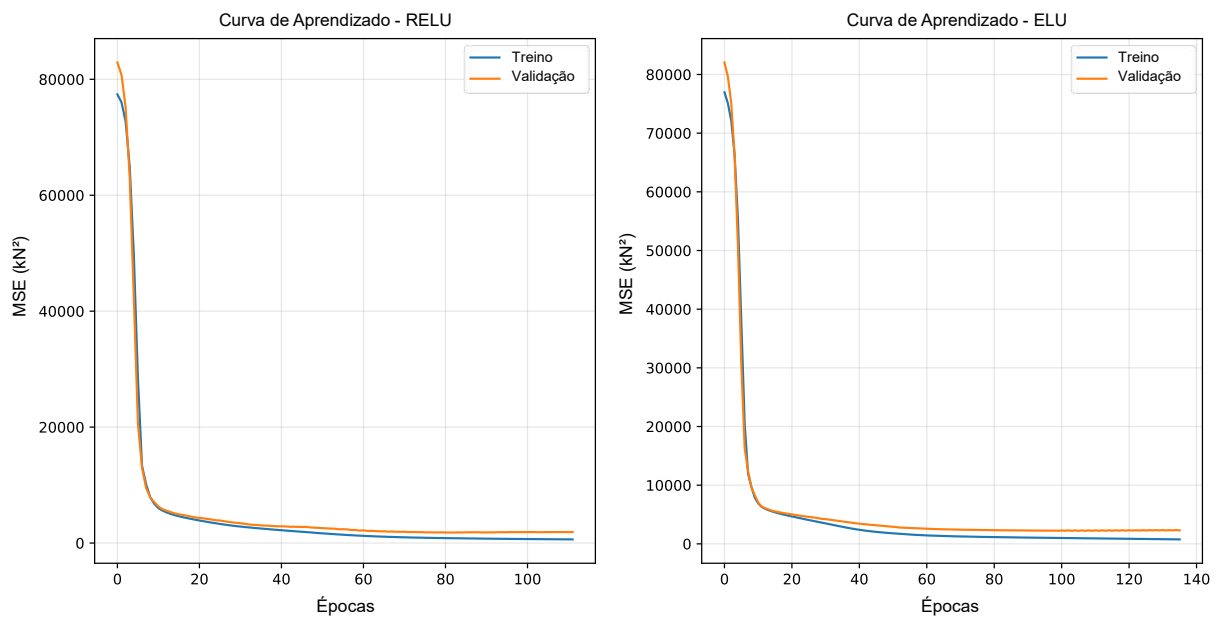 Curva de Aprendizado - RELU
Treino
Validação
MSE (kN²)
80000
60000
40000
20000
0
0 20 40 60 80 100
Épocas
Curva de Aprendizado - ELU
Treino
Validação
MSE (kN²)
80000
70000
60000
50000
40000
30000
20000
10000
0
0 20 40 60 80 100 120 140
Épocas